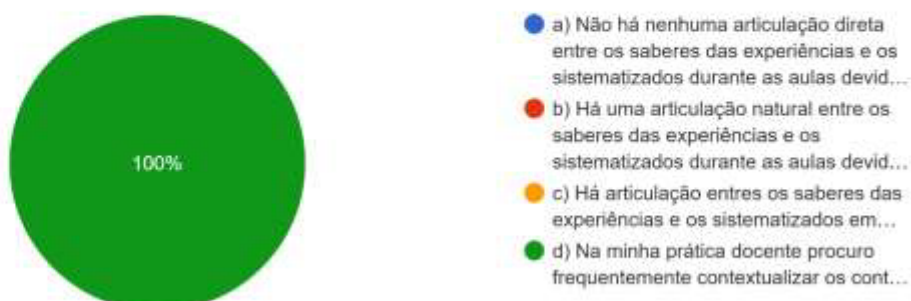 100%
a) Não há nenhuma articulação direta
entre os saberes das experiências e os
sistematizados durante as aulas devid...
b) Há uma articulação natural entre os
saberes das experiências e os
sistematizados durante as aulas devid...
c) Há articulação entres os saberes das
experiências e os sistematizados em...
d) Na minha prática docente procuro
frequentemente contextualizar os cont...